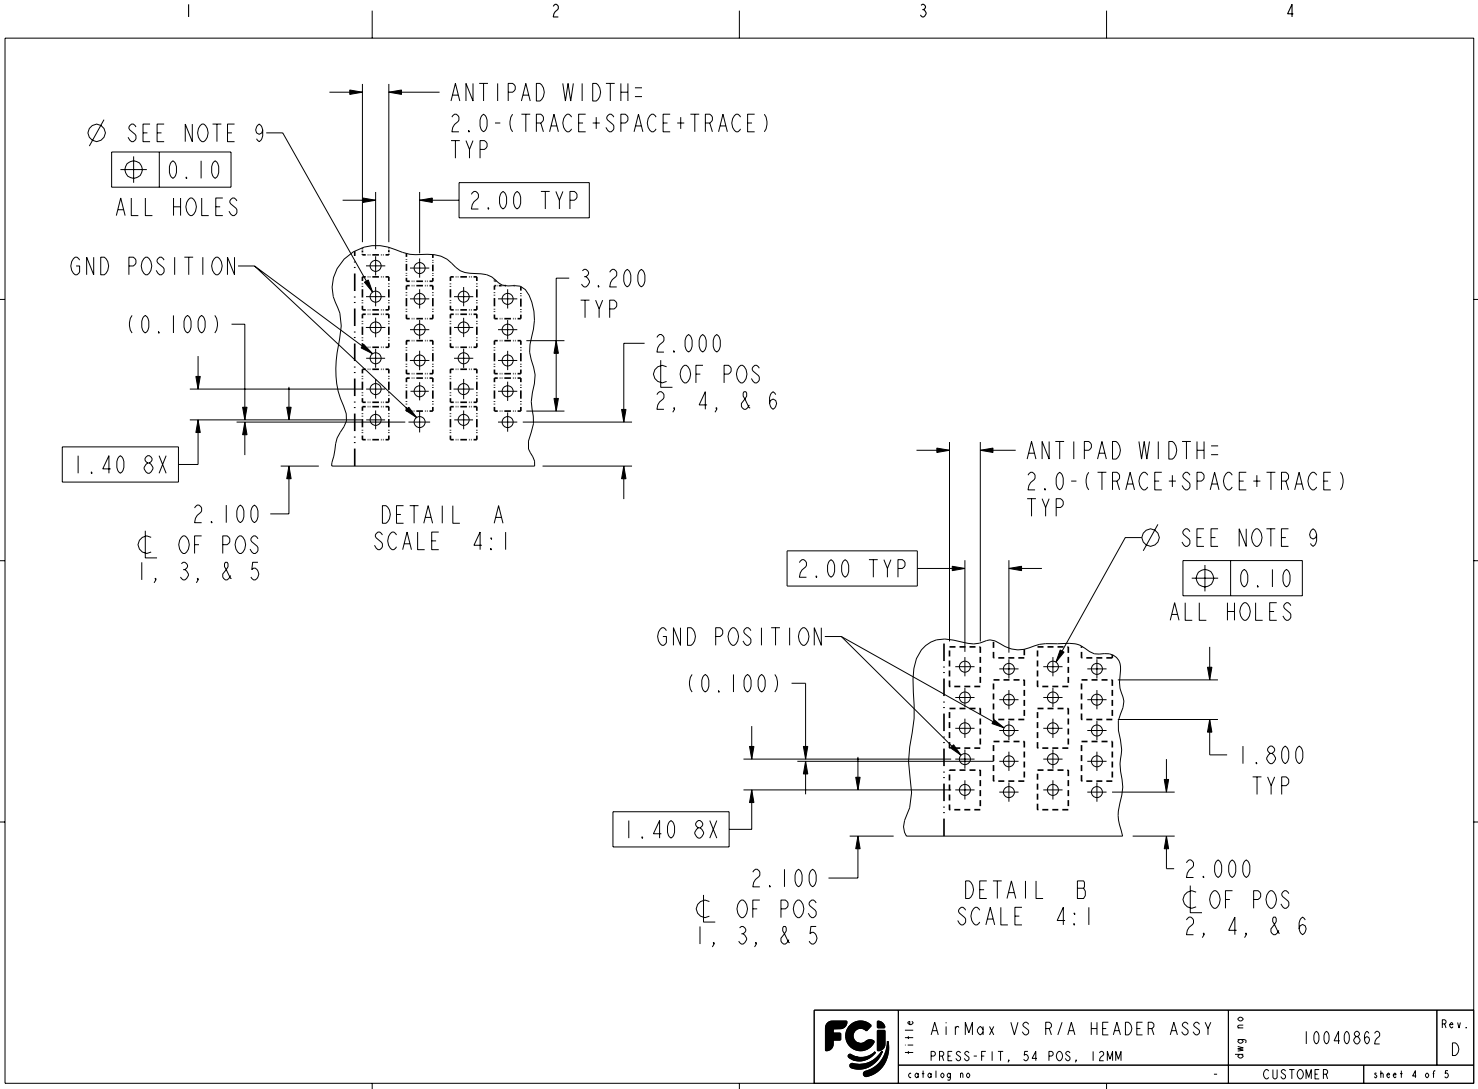 1
2
3
4
ANTIPAD WIDTH=
2.0-(TRACE+SPACE+TRACE)
TYP
Ø SEE NOTE 9
⌖ 0.10
ALL HOLES
2.00 TYP
GND POSITION
3.200
TYP
(0.100)
2.000
℄ OF POS
2, 4, & 6
1.40 8X
2.100
℄ OF POS
1, 3, & 5
DETAIL A
SCALE 4:1
ANTIPAD WIDTH=
2.0-(TRACE+SPACE+TRACE)
TYP
Ø SEE NOTE 9
⌖ 0.10
ALL HOLES
2.00 TYP
GND POSITION
(0.100)
1.800
TYP
1.40 8X
2.100
℄ OF POS
1, 3, & 5
DETAIL B
SCALE 4:1
2.000
℄ OF POS
2, 4, & 6
FCi
title
AirMax VS R/A HEADER ASSY
PRESS-FIT, 54 POS, 12MM
dwg no
10040862
Rev.
D
catalog no -
CUSTOMER
sheet 4 of 5